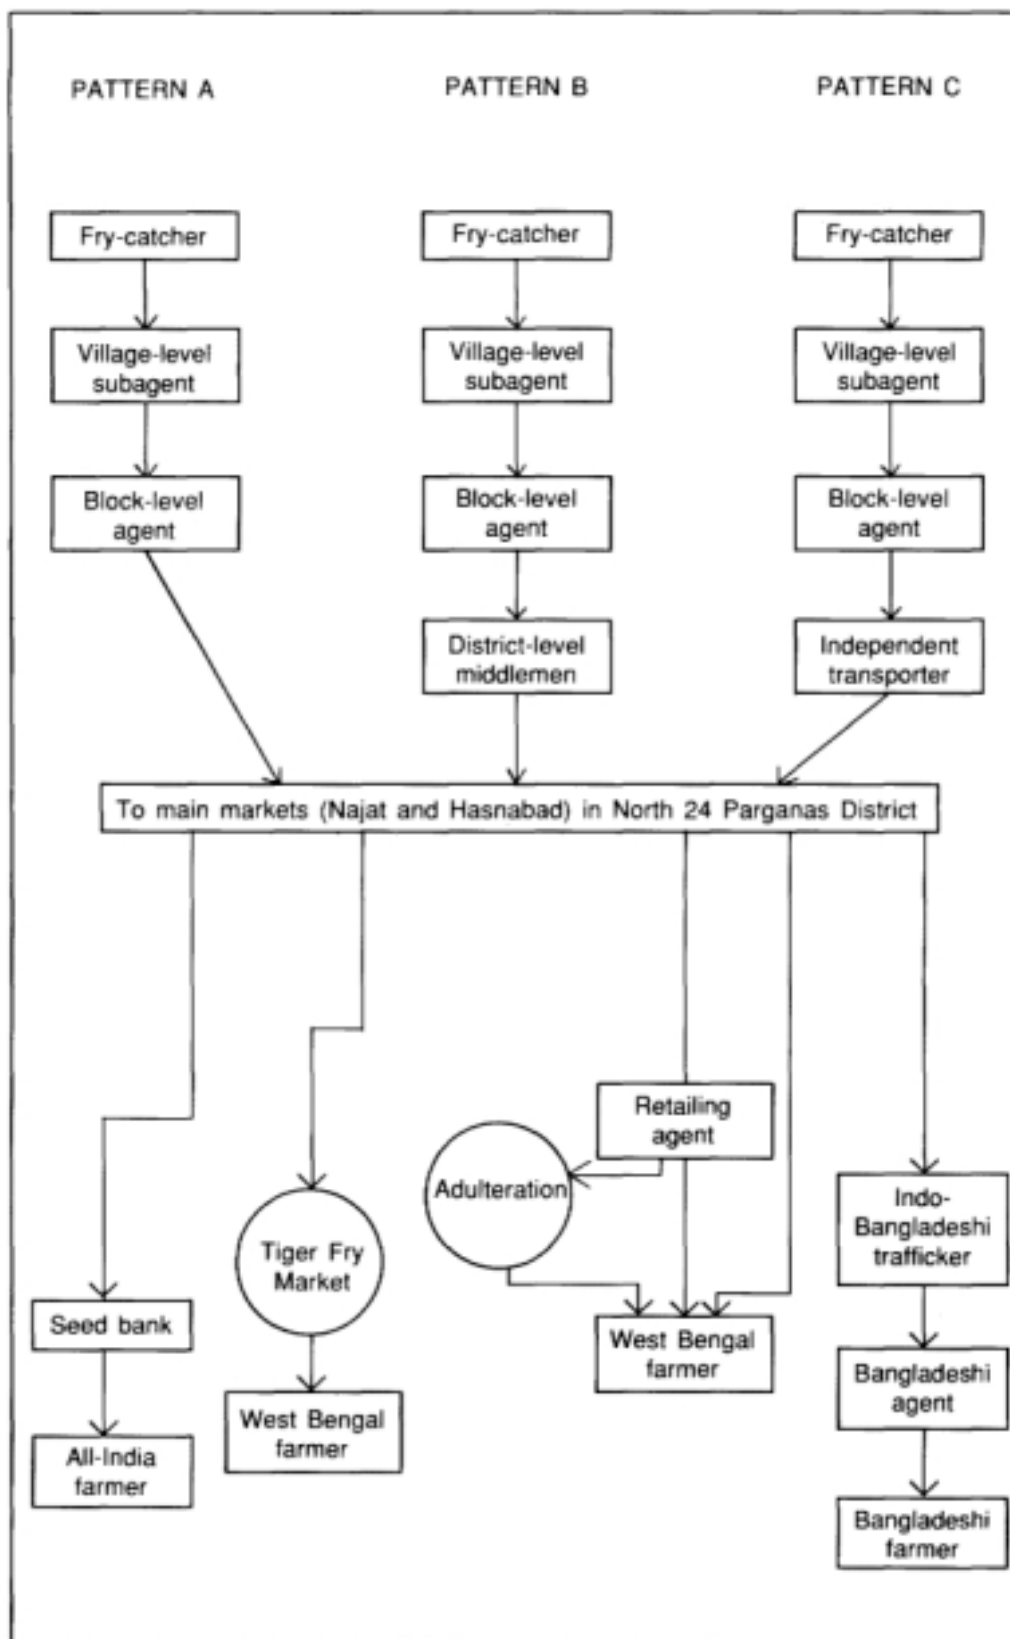 PATTERN A
PATTERN B
PATTERN C
Fry-catcher
Fry-catcher
Fry-catcher
Village-level
subagent
Village-level
subagent
Village-level
subagent
Block-level
agent
Block-level
agent
Block-level
agent
District-level
middlemen
Independent
transporter
To main markets (Najat and Hasnabad) in North 24 Parganas District
Retailing
agent
Adulteration
Indo-
Bangladeshi
trafficker
Tiger Fry
Market
Seed bank
West Bengal
farmer
Bangladeshi
agent
West Bengal
farmer
All-India
farmer
Bangladeshi
farmer